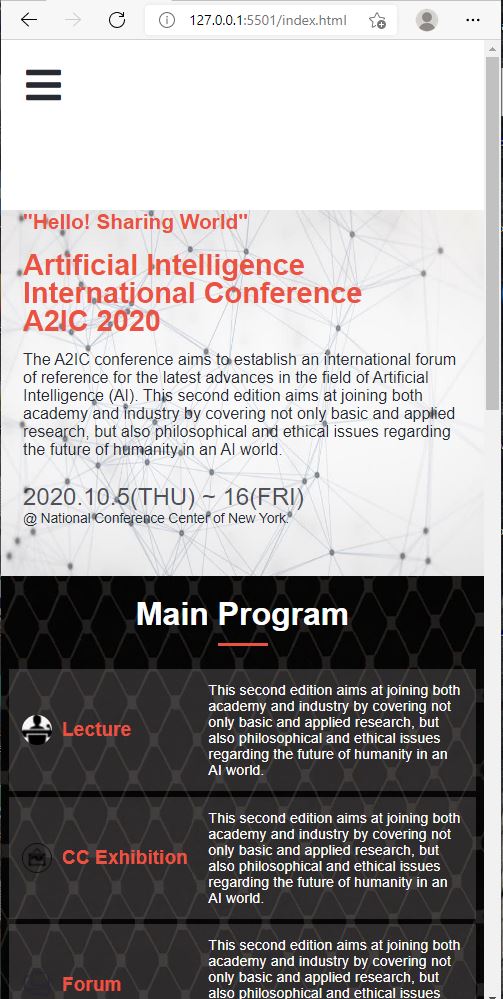 127.0.0.1:5501/index.html
"Hello! Sharing World"
Artificial Intelligence
International Conference
A2IC 2020
The A2IC conference aims to establish an international forum
of reference for the latest advances in the field of Artificial
Intelligence (AI). This second edition aims at joining both
academy and industry by covering not only basic and applied
research, but also philosophical and ethical issues regarding
the future of humanity in an AI world.
2020.10.5(THU) ~ 16(FRI)
@ National Conference Center of New York.
Main Program
Lecture
This second edition aims at joining both
academy and industry by covering not
only basic and applied research, but
also philosophical and ethical issues
regarding the future of humanity in an
AI world.
CC Exhibition
This second edition aims at joining both
academy and industry by covering not
only basic and applied research, but
also philosophical and ethical issues
regarding the future of humanity in an
AI world.
Forum
This second edition aims at joining both
academy and industry by covering not
only basic and applied research, but
also philosophical and ethical issues